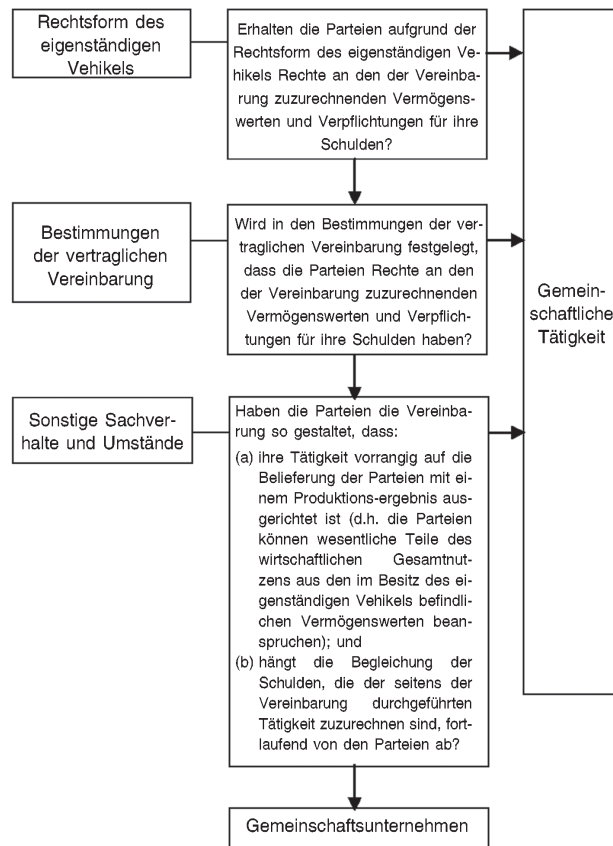 Rechtsform des
eigenständigen
Vehikels
Erhalten die Parteien aufgrund der
Rechtsform des eigenständigen Ve-
hikels Rechte an den der Vereinba-
rung zuzurechnenden Vermögens-
werten und Verpflichtungen für ihre
Schulden?
Bestimmungen
der vertraglichen
Vereinbarung
Wird in den Bestimmungen der ver-
traglichen Vereinbarung festgelegt,
dass die Parteien Rechte an den
der Vereinbarung zuzurechnenden
Vermögenswerten und Verpflich-
tungen für ihre Schulden haben?
Gemein-
schaftliche
Tätigkeit
Sonstige Sachver-
halte und Umstände
Haben die Parteien die Vereinba-
rung so gestaltet, dass:
(a) ihre Tätigkeit vorrangig auf die
Belieferung der Parteien mit ei-
nem Produktions-ergebnis aus-
gerichtet ist (d.h. die Parteien
können wesentliche Teile des
wirtschaftlichen Gesamtnut-
zens aus den im Besitz des ei-
genständigen Vehikels befind-
lichen Vermögenswerten bean-
spruchen); und
(b) hängt die Begleichung der
Schulden, die der seitens der
Vereinbarung durchgeführten
Tätigkeit zuzurechnen sind, fort-
laufend von den Parteien ab?
Gemeinschaftsunternehmen